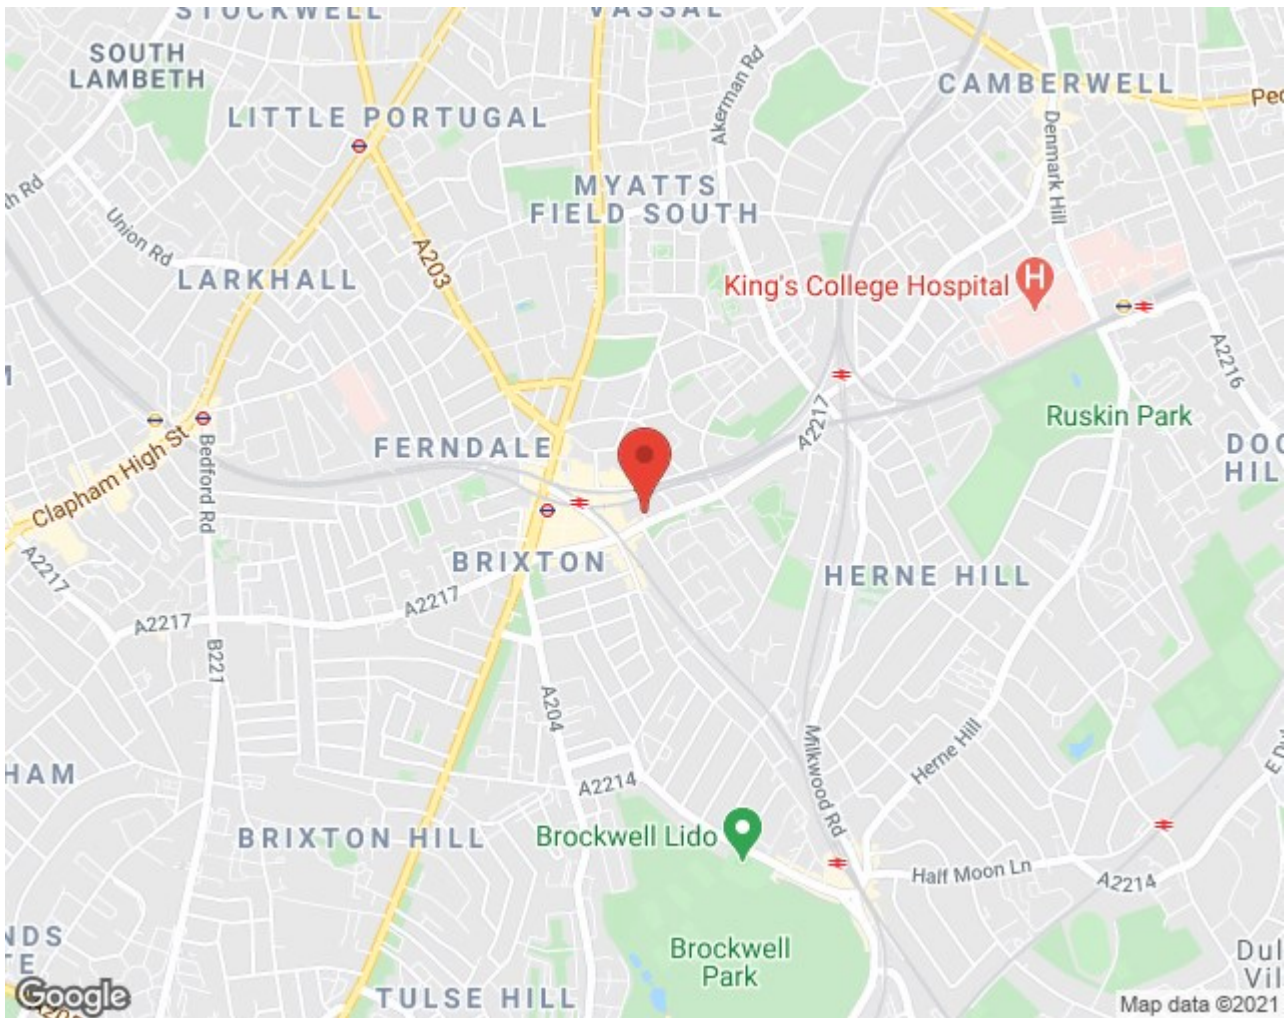 STOCKWELL
VASSAL
SOUTH
LAMBETH
CAMBERWELL
LITTLE PORTUGAL
Akerman Rd
Denmark Hill
Union Rd
MYATTS
FIELD SOUTH
A203
LARKHALL
King's College Hospital
H
A2216
Ruskin Park
A2217
FERNDALE
Clapham High St
Bedford Rd
BRIXTON
HERNE HILL
A2217
A2217
A2217
B221
A204
Milkwood Rd
Herne Hill
A2214
BRIXTON HILL
Brockwell Lido
Half Moon Ln
A2214
Brockwell
Park
TULSE HILL
Google
Map data ©2021